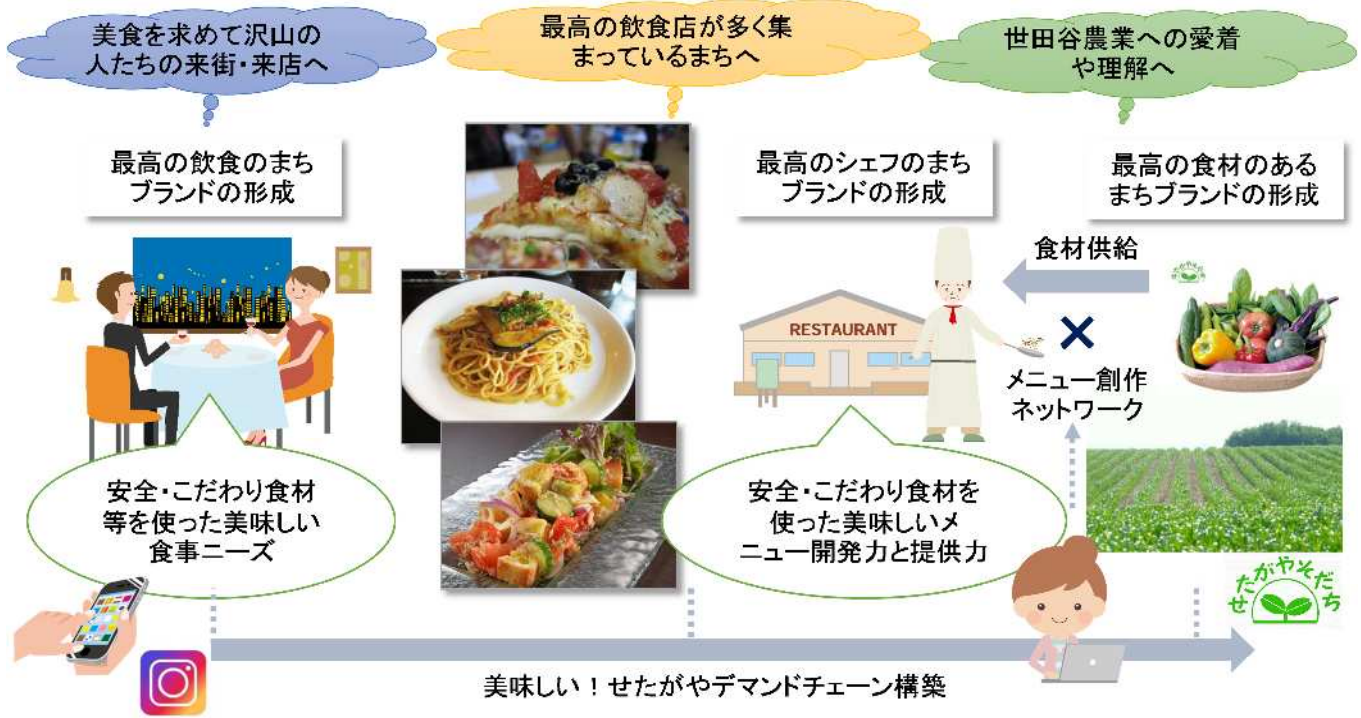 美食を求めて沢山の
人たちの来街・来店へ
最高の飲食店が多く集
まっているまちへ
世田谷農業への愛着
や理解へ
最高の飲食のまち
ブランドの形成
最高のシェフのまち
ブランドの形成
最高の食材のある
まちブランドの形成
食材供給
せたがやそだち
RESTAURANT
×
メニュー創作
ネットワーク
安全・こだわり食材
等を使った美味しい
食事ニーズ
安全・こだわり食材を
使った美味しいメ
ニュー開発力と提供力
せたがやそだち
美味しい！せたがやデマンドチェーン構築